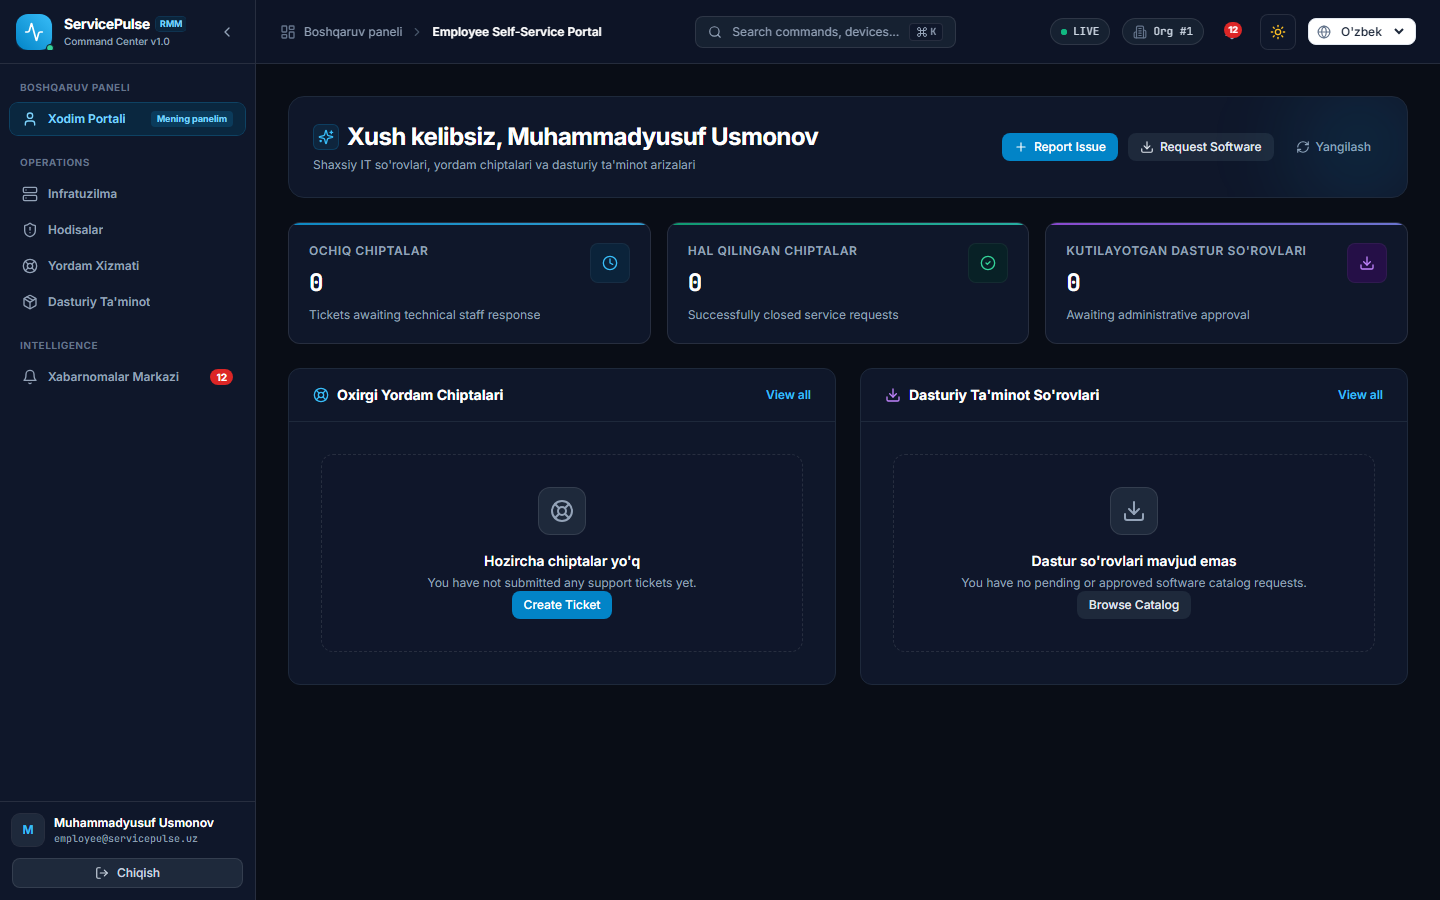 ServicePulse RMM
Command Center v1.0
BOSHQARUV PANELI
Xodim Portali Mening panelim
OPERATIONS
Infratuzilma
Hodisalar
Yordam Xizmati
Dasturiy Ta'minot
INTELLIGENCE
Xabarnomalar Markazi 12
M Muhammadyusuf Usmonov
employee@servicepulse.uz
Chiqish
Boshqaruv paneli Employee Self-Service Portal
Search commands, devices... ⌘ K
LIVE
Org #1
12
O'zbek
Xush kelibsiz, Muhammadyusuf Usmonov
Shaxsiy IT so'rovlari, yordam chiptalari va dasturiy ta'minot arizalari
Report Issue
Request Software
Yangilash
OCHIQ CHIPTALAR
0
Tickets awaiting technical staff response
HAL QILINGAN CHIPTALAR
0
Successfully closed service requests
KUTILAYOTGAN DASTUR SO'ROVLARI
0
Awaiting administrative approval
Oxirgi Yordam Chiptalari View all
Hozircha chiptalar yo'q
You have not submitted any support tickets yet.
Create Ticket
Dasturiy Ta'minot So'rovlari View all
Dastur so'rovlari mavjud emas
You have no pending or approved software catalog requests.
Browse Catalog